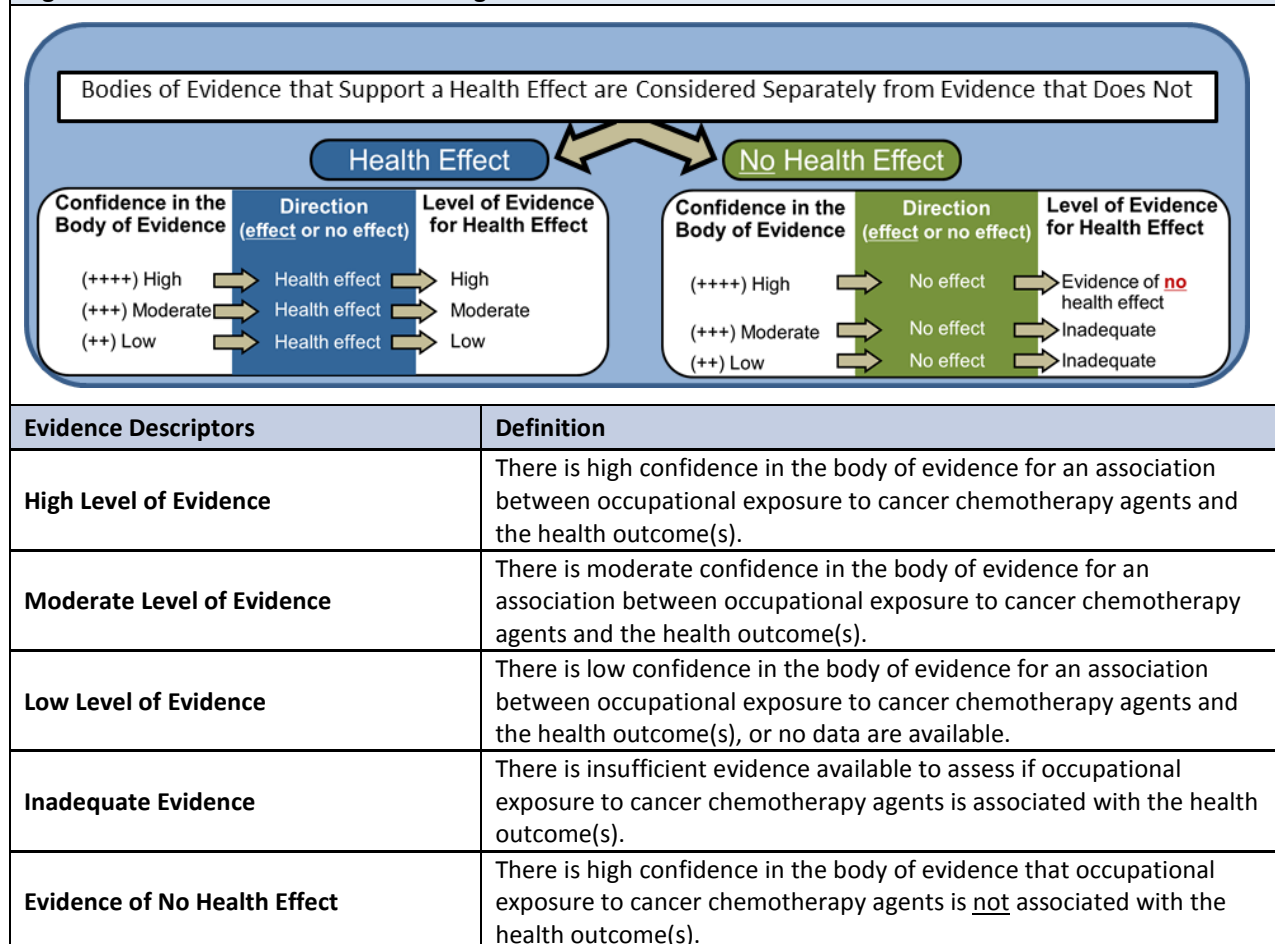 Bodies of Evidence that Support a Health Effect are Considered Separately from Evidence that Does Not
Health Effect
No Health Effect
Confidence in the
Body of Evidence
Direction
(effect or no effect)
Level of Evidence
for Health Effect
(++++) High
Health effect
High
(+++) Moderate
Health effect
Moderate
(++) Low
Health effect
Low
Confidence in the
Body of Evidence
Direction
(effect or no effect)
Level of Evidence
for Health Effect
(++++) High
No effect
Evidence of no
health effect
(+++) Moderate
No effect
Inadequate
(++) Low
No effect
Inadequate
Evidence Descriptors
Definition
High Level of Evidence
There is high confidence in the body of evidence for an association
between occupational exposure to cancer chemotherapy agents and
the health outcome(s).
Moderate Level of Evidence
There is moderate confidence in the body of evidence for an
association between occupational exposure to cancer chemotherapy
agents and the health outcome(s).
Low Level of Evidence
There is low confidence in the body of evidence for an association
between occupational exposure to cancer chemotherapy agents and
the health outcome(s), or no data are available.
Inadequate Evidence
There is insufficient evidence available to assess if occupational
exposure to cancer chemotherapy agents is associated with the health
outcome(s).
Evidence of No Health Effect
There is high confidence in the body of evidence that occupational
exposure to cancer chemotherapy agents is not associated with the
health outcome(s).